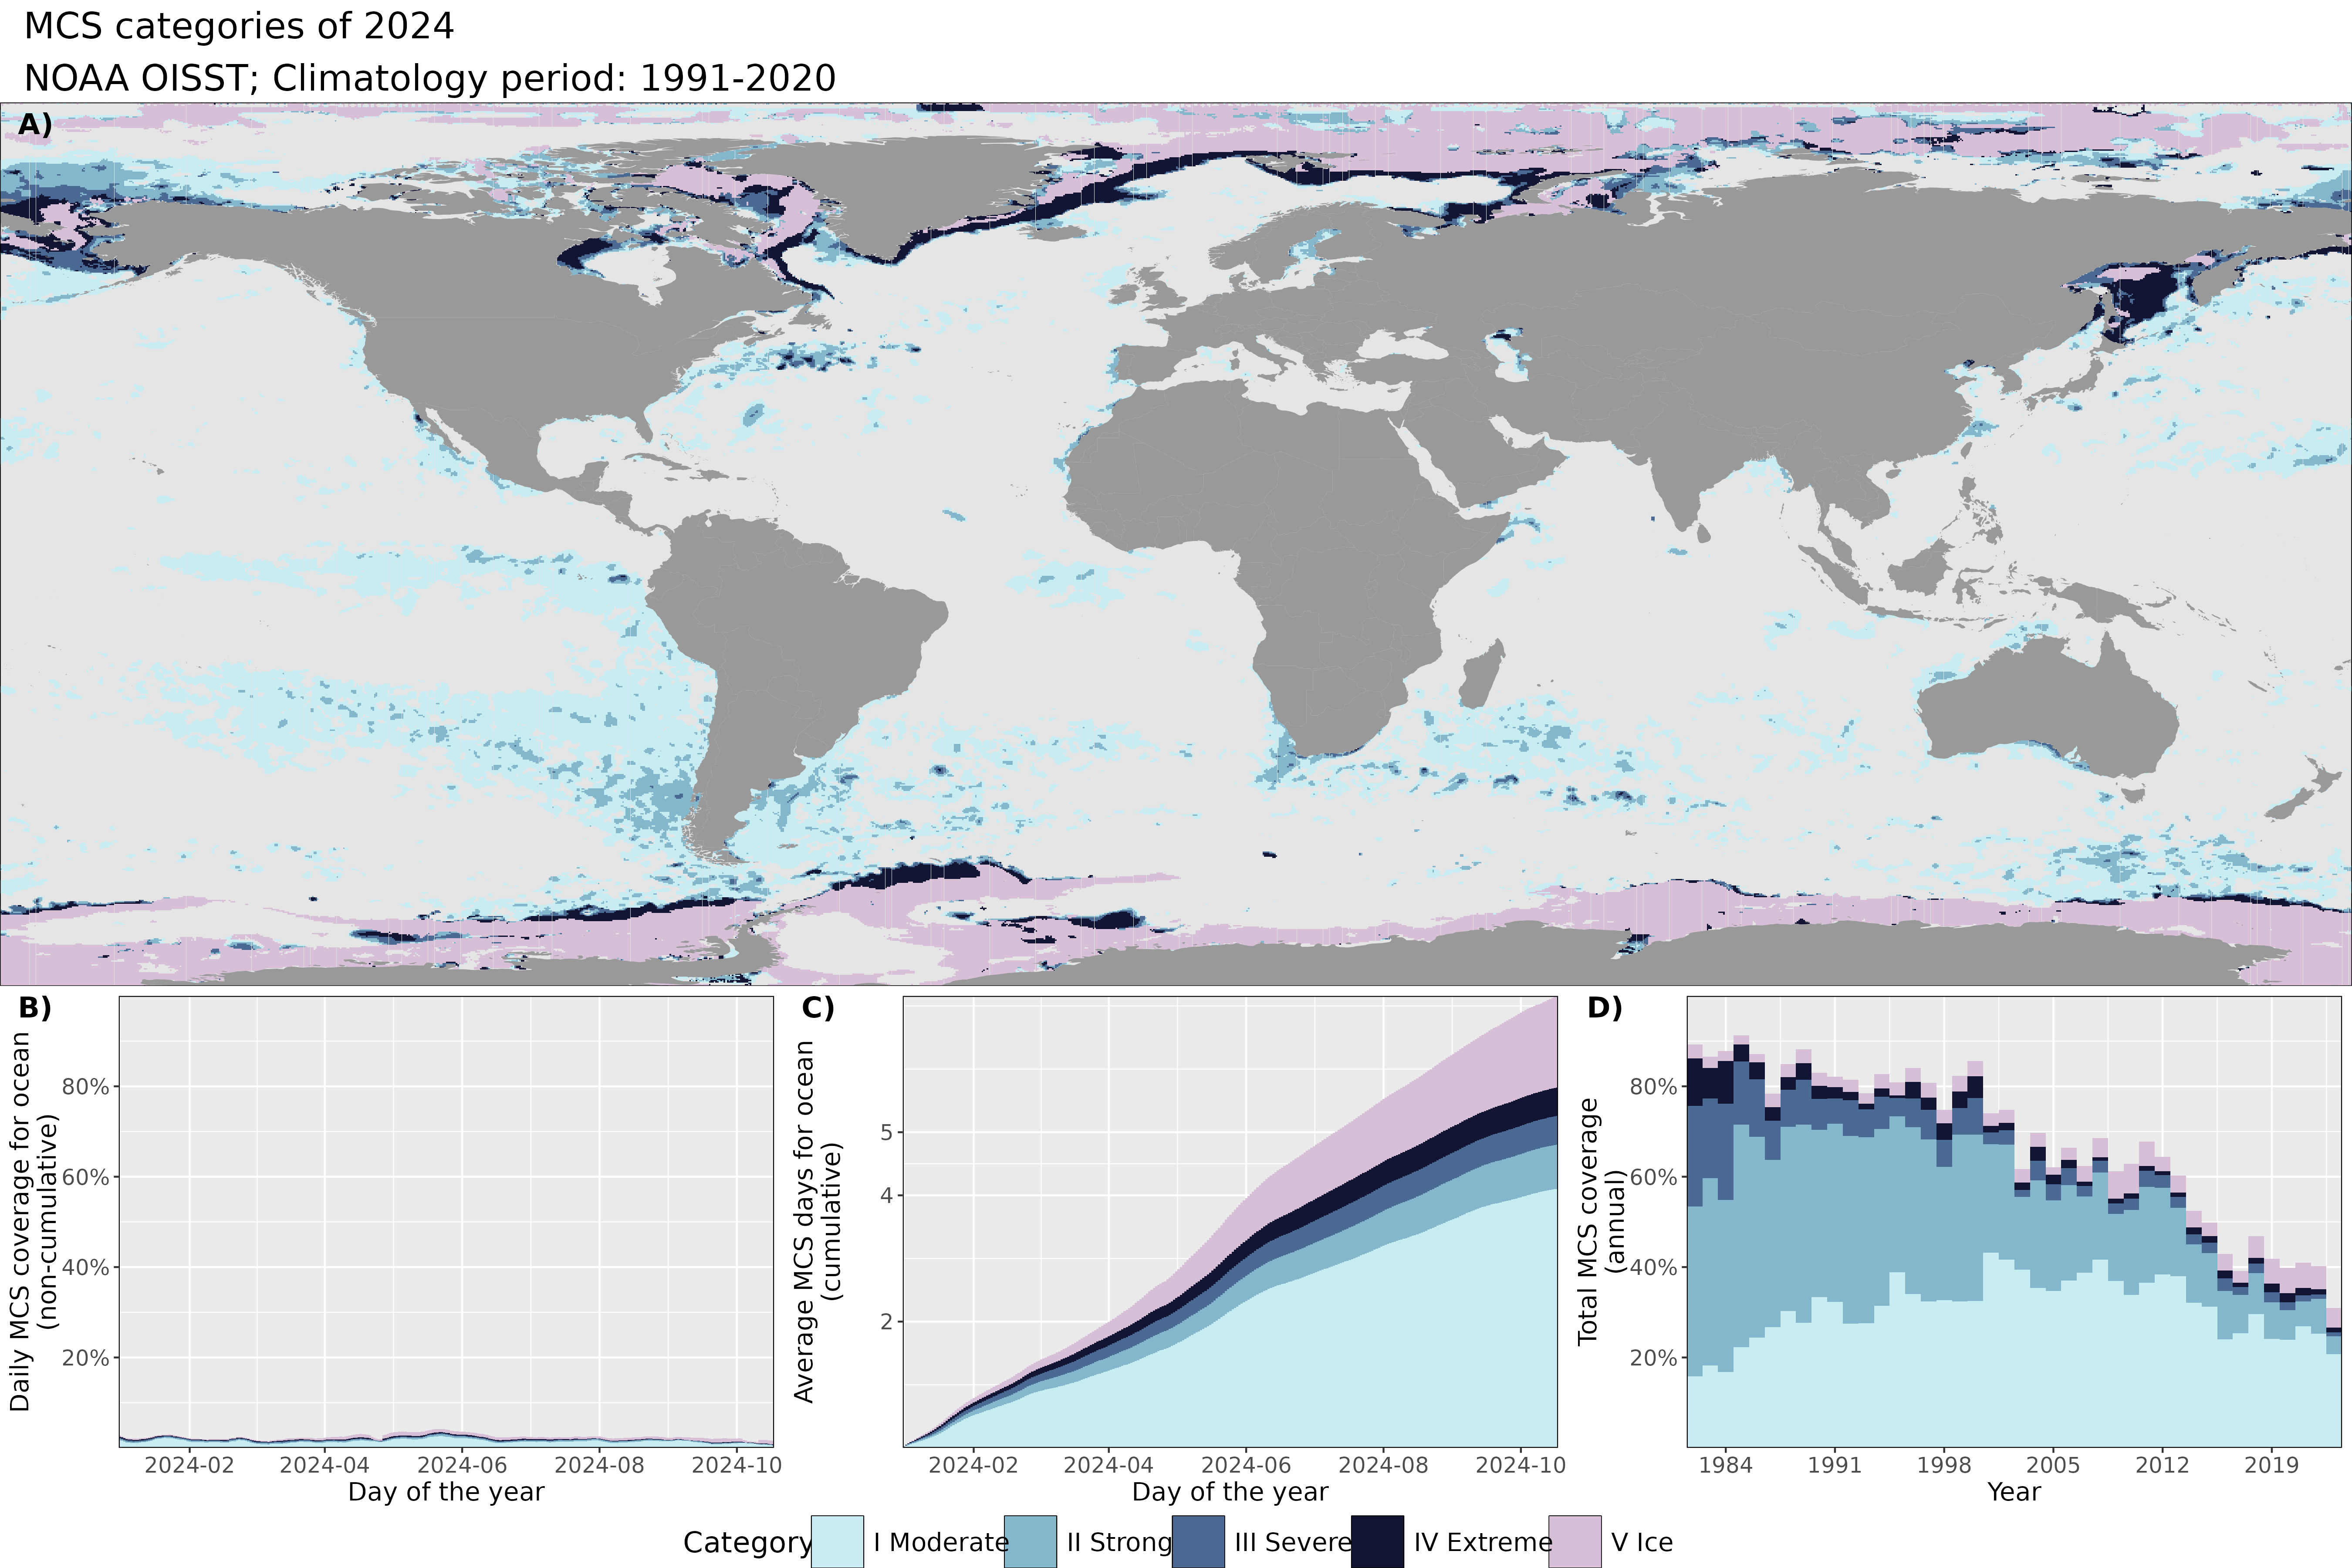 MCS categories of 2024
NOAA OISST; Climatology period: 1991-2020
A)
B)
Daily MCS coverage for ocean
(non-cumulative)
80%
60%
40%
20%
2024-02 2024-04 2024-06 2024-08 2024-10
Day of the year
C)
Average MCS days for ocean
(cumulative)
5
4
2
2024-02 2024-04 2024-06 2024-08 2024-10
Day of the year
D)
Total MCS coverage
(annual)
80%
60%
40%
20%
1984 1991 1998 2005 2012 2019
Year
Category I Moderate II Strong III Severe IV Extreme V Ice